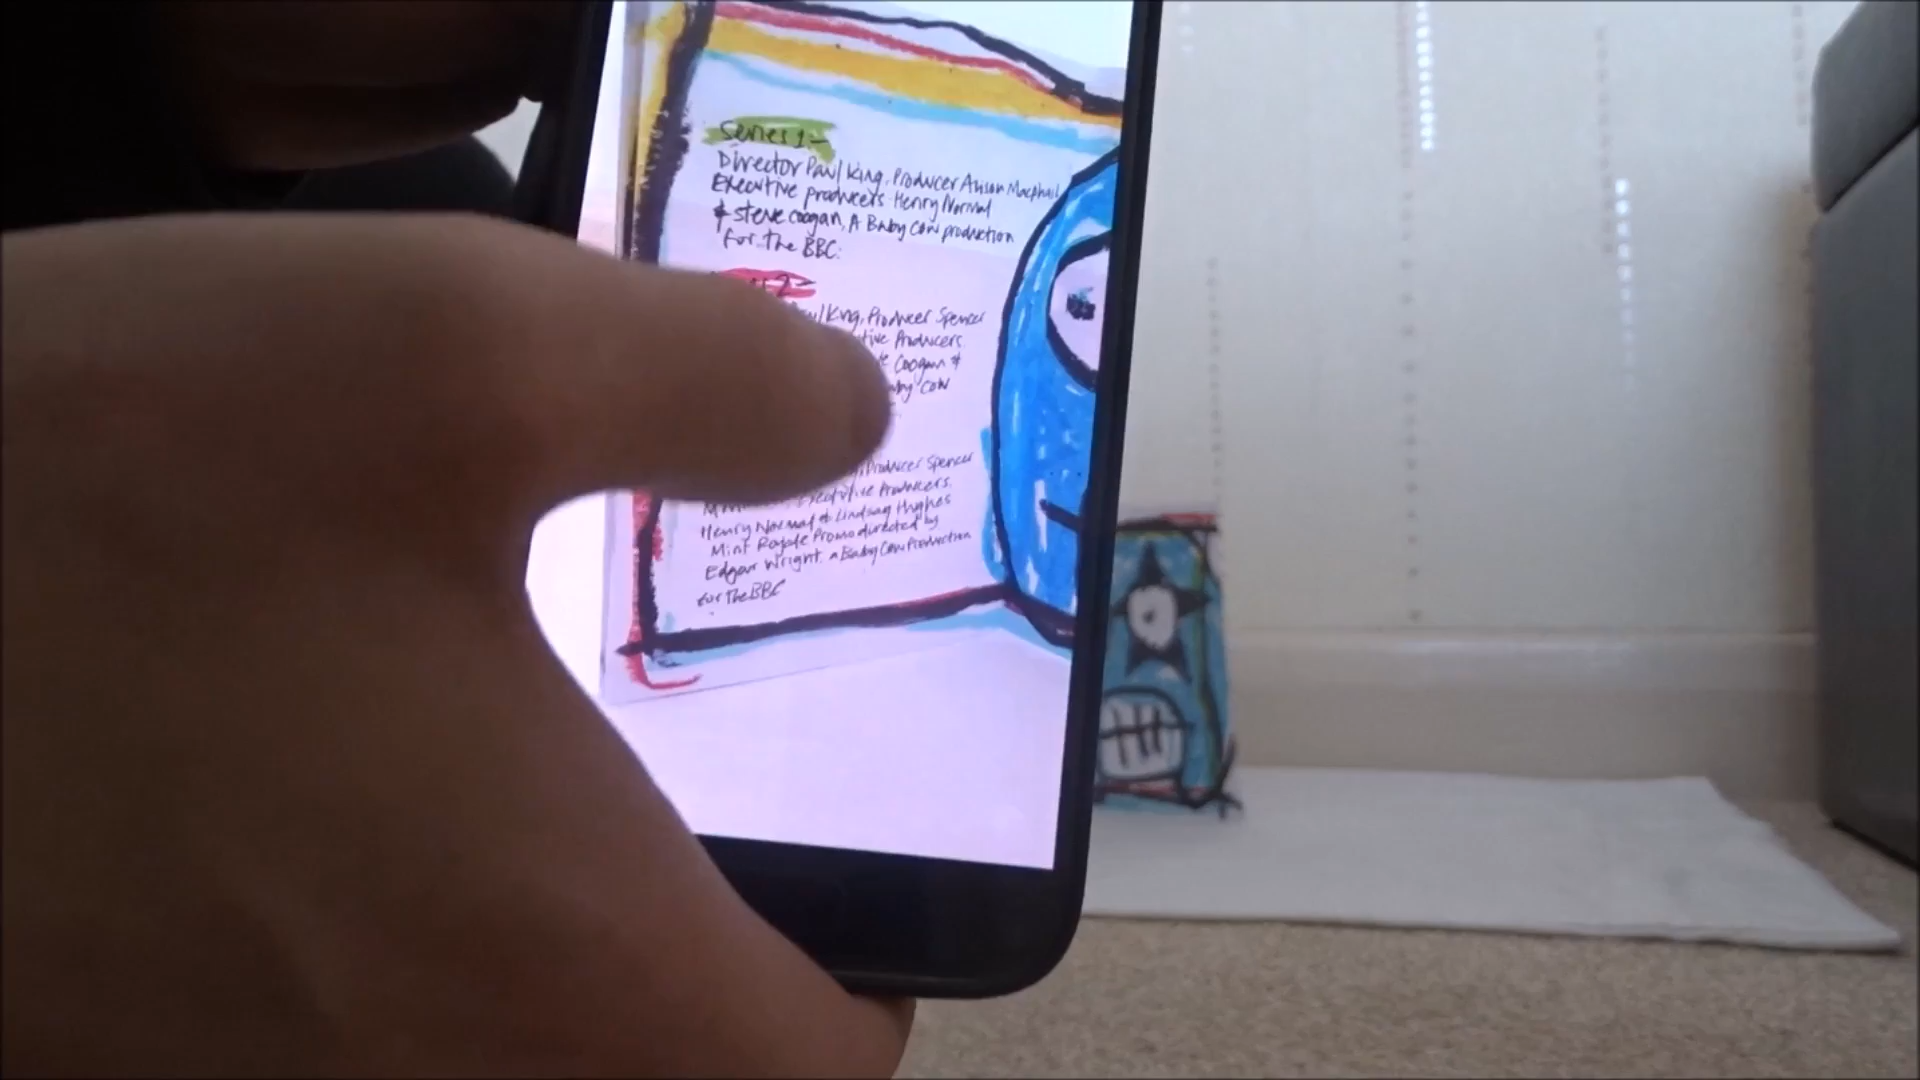 Series 1-
Director Paul King, Producer Alison Macphail
Executive producers Henry Normal
& Steve Coogan, A Baby Cow production
for the BBC.
2-
King, Producer Spencer
Producers
Coogan &
Cow
Producer Spencer
Executive Producers
Henry Normal & Lindsay Hughes
Mint Royale Promo directed by
Edgar Wright. a Baby Cow Production
for The BBC